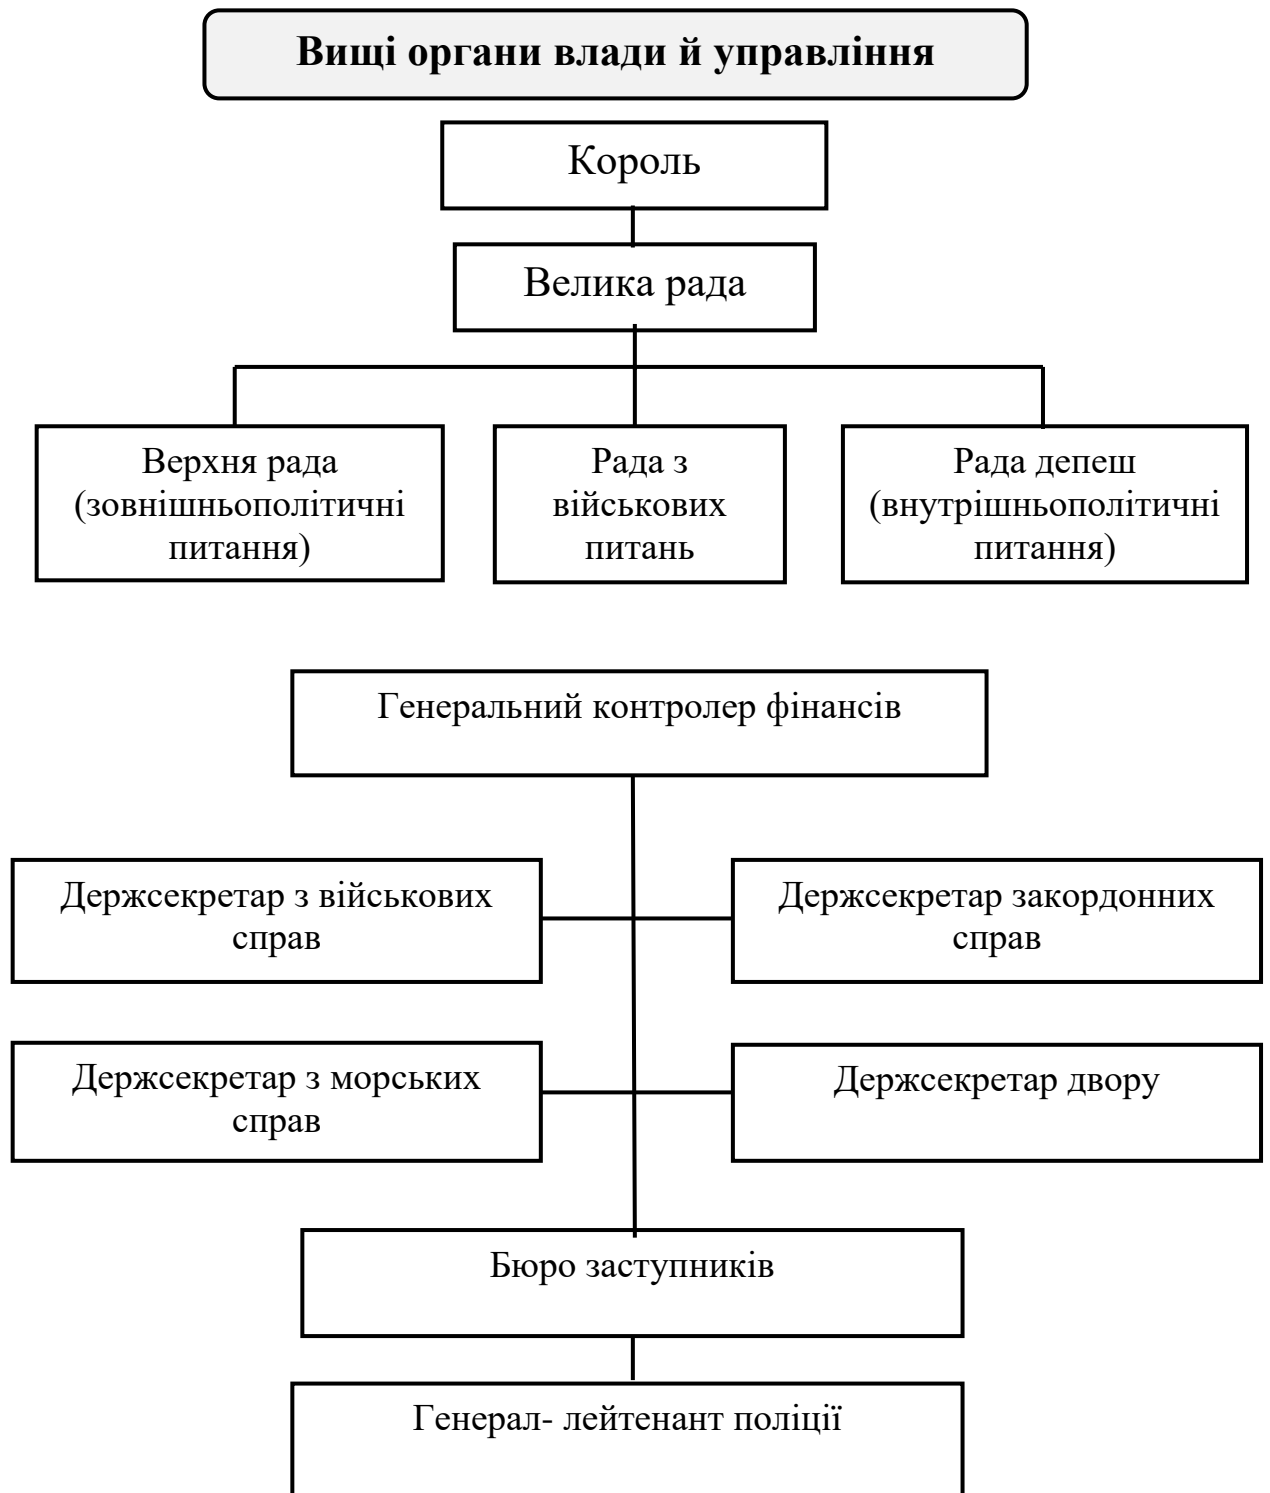 Вищі органи влади й управління
Король
Велика рада
Верхня рада
(зовнішньополітичні
питання)
Рада з
військових
питань
Рада депеш
(внутрішньополітичні
питання)
Генеральний контролер фінансів
Держсекретар з військових
справ
Держсекретар закордонних
справ
Держсекретар з морських
справ
Держсекретар двору
Бюро заступників
Генерал- лейтенант поліції